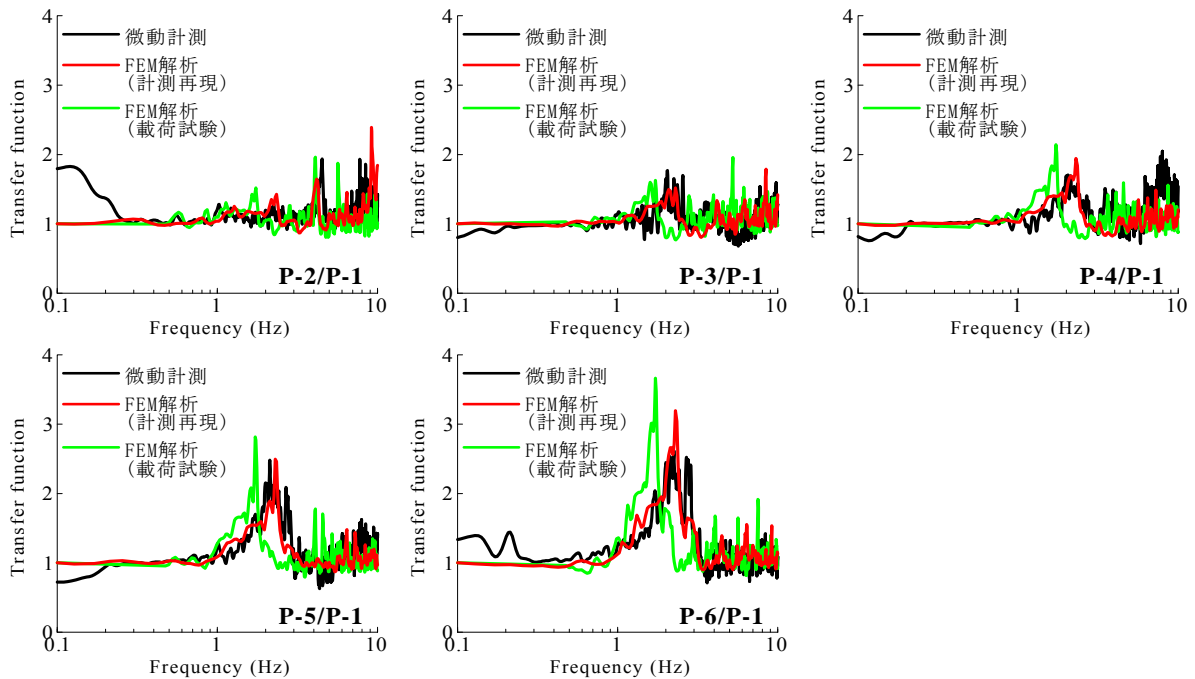 4
3
2
1
0
Transfer function
微動計測
FEM解析
(計測再現)
FEM解析
(載荷試験)
P-2/P-1
0.1
1
10
Frequency (Hz)
4
3
2
1
0
Transfer function
微動計測
FEM解析
(計測再現)
FEM解析
(載荷試験)
P-3/P-1
0.1
1
10
Frequency (Hz)
4
3
2
1
0
Transfer function
微動計測
FEM解析
(計測再現)
FEM解析
(載荷試験)
P-4/P-1
0.1
1
10
Frequency (Hz)
4
3
2
1
0
Transfer function
微動計測
FEM解析
(計測再現)
FEM解析
(載荷試験)
P-5/P-1
0.1
1
10
Frequency (Hz)
4
3
2
1
0
Transfer function
微動計測
FEM解析
(計測再現)
FEM解析
(載荷試験)
P-6/P-1
0.1
1
10
Frequency (Hz)